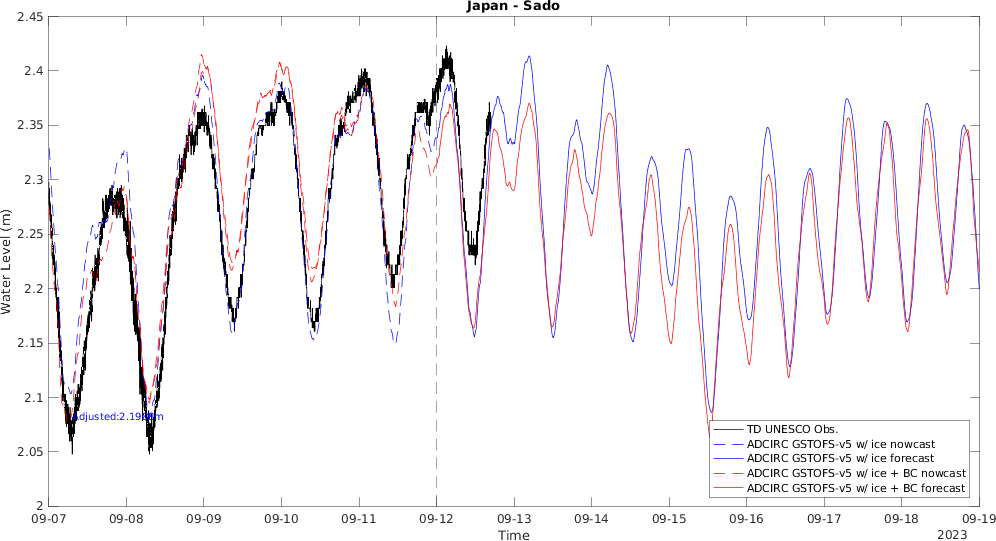 Japan - Sado
2.45
2.4
2.35
2.3
2.25
2.2
2.15
2.1
2.05
2
Water Level (m)
TD UNESCO Obs.
ADCIRC GSTOFS-v5 w/ ice nowcast
ADCIRC GSTOFS-v5 w/ ice forecast
ADCIRC GSTOFS-v5 w/ ice + BC nowcast
ADCIRC GSTOFS-v5 w/ ice + BC forecast
09-07 09-08 09-09 09-10 09-11 09-12 09-13 09-14 09-15 09-16 09-17 09-18 09-19
Time
2023